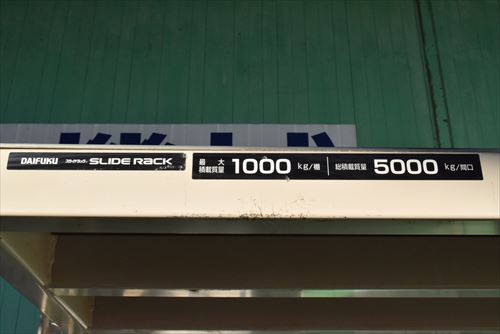 DAIFUKU スライドラック SLIDE RACK
最大積載質量 1000 kg/棚 総積載質量 5000 kg/間口